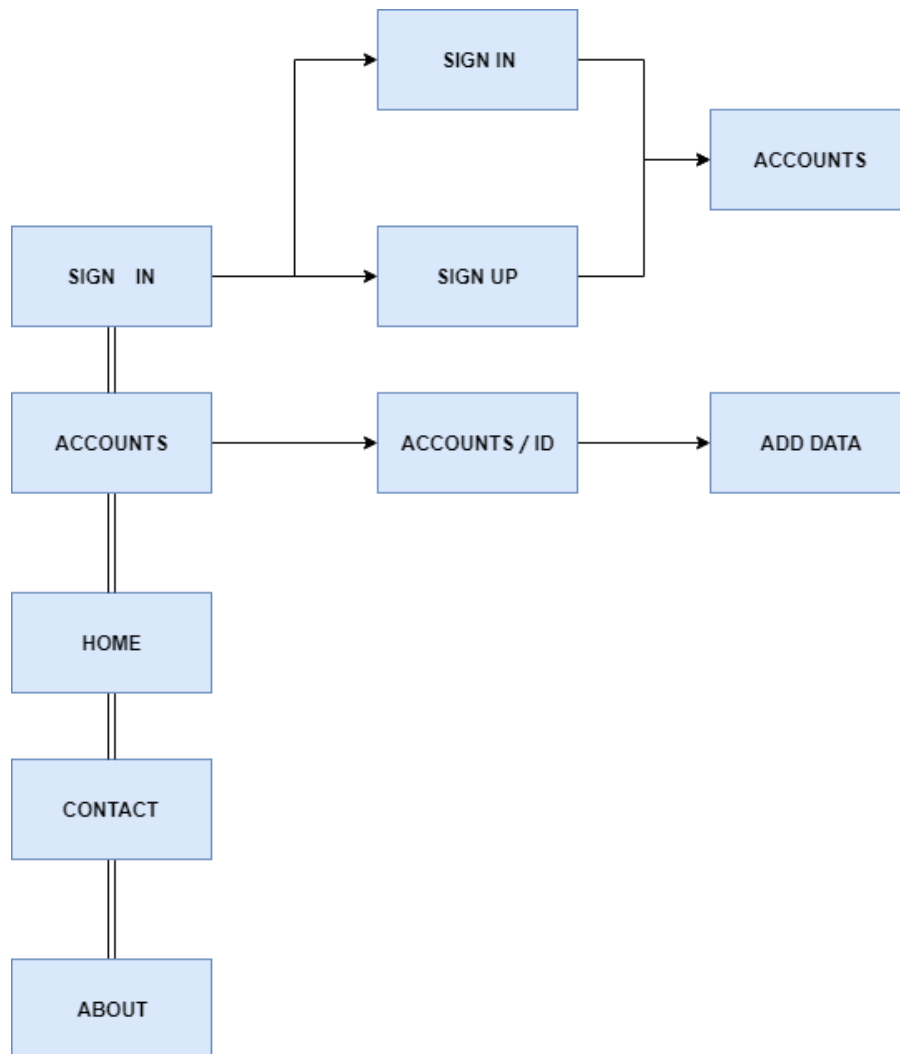 SIGN IN
ACCOUNTS
SIGN IN
SIGN UP
ACCOUNTS
ACCOUNTS / ID
ADD DATA
HOME
CONTACT
ABOUT